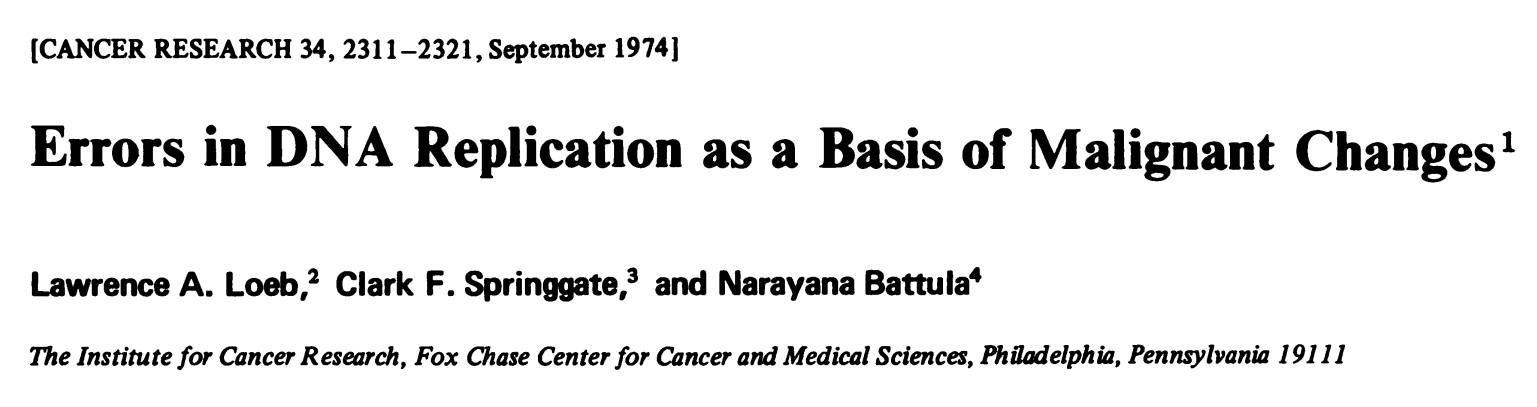 [CANCER RESEARCH 34, 2311–2321, September 1974]
Errors in DNA Replication as a Basis of Malignant Changes¹
Lawrence A. Loeb,² Clark F. Springgate,³ and Narayana Battula⁴
The Institute for Cancer Research, Fox Chase Center for Cancer and Medical Sciences, Philadelphia, Pennsylvania 19111